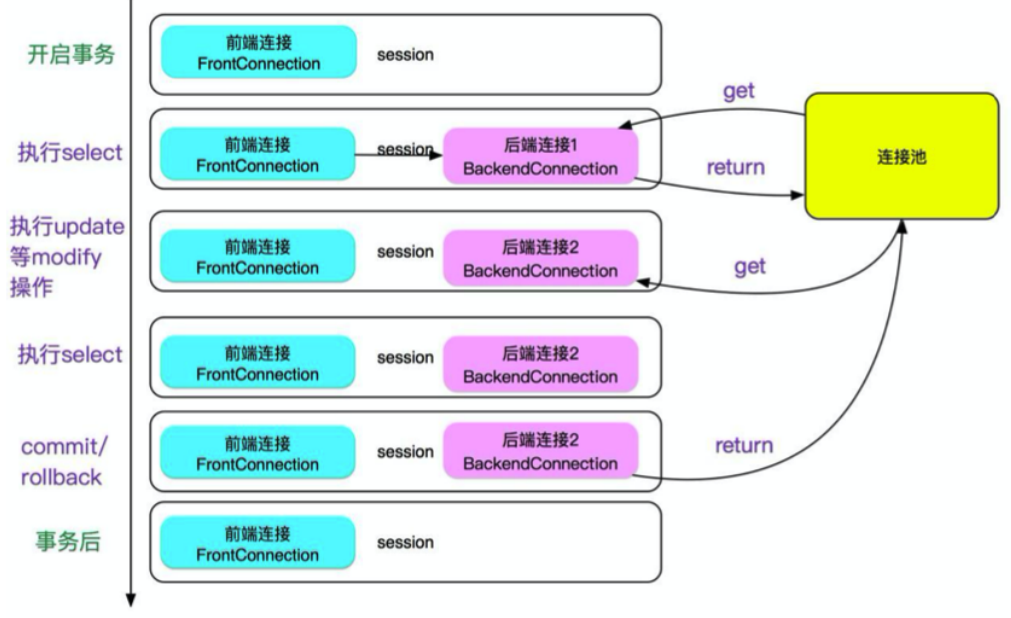 开启事务
前端连接
FrontConnection
session
get
执行select
前端连接
FrontConnection
session
后端连接1
BackendConnection
return
连接池
执行update
等modify
操作
前端连接
FrontConnection
session
后端连接2
BackendConnection
get
执行select
前端连接
FrontConnection
session
后端连接2
BackendConnection
commit/
rollback
前端连接
FrontConnection
session
后端连接2
BackendConnection
return
事务后
前端连接
FrontConnection
session